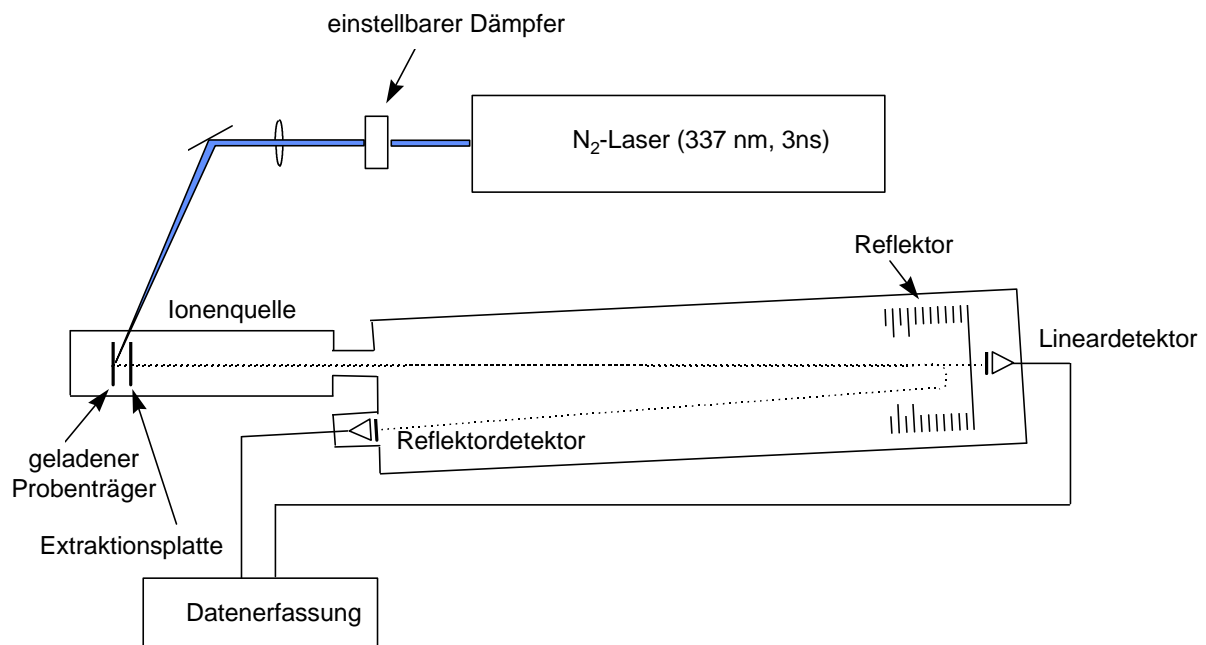 einstellbarer Dämpfer
N₂-Laser (337 nm, 3ns)
Reflektor
Ionenquelle
Lineardetektor
Reflektordetektor
geladener
Probenträger
Extraktionsplatte
Datenerfassung